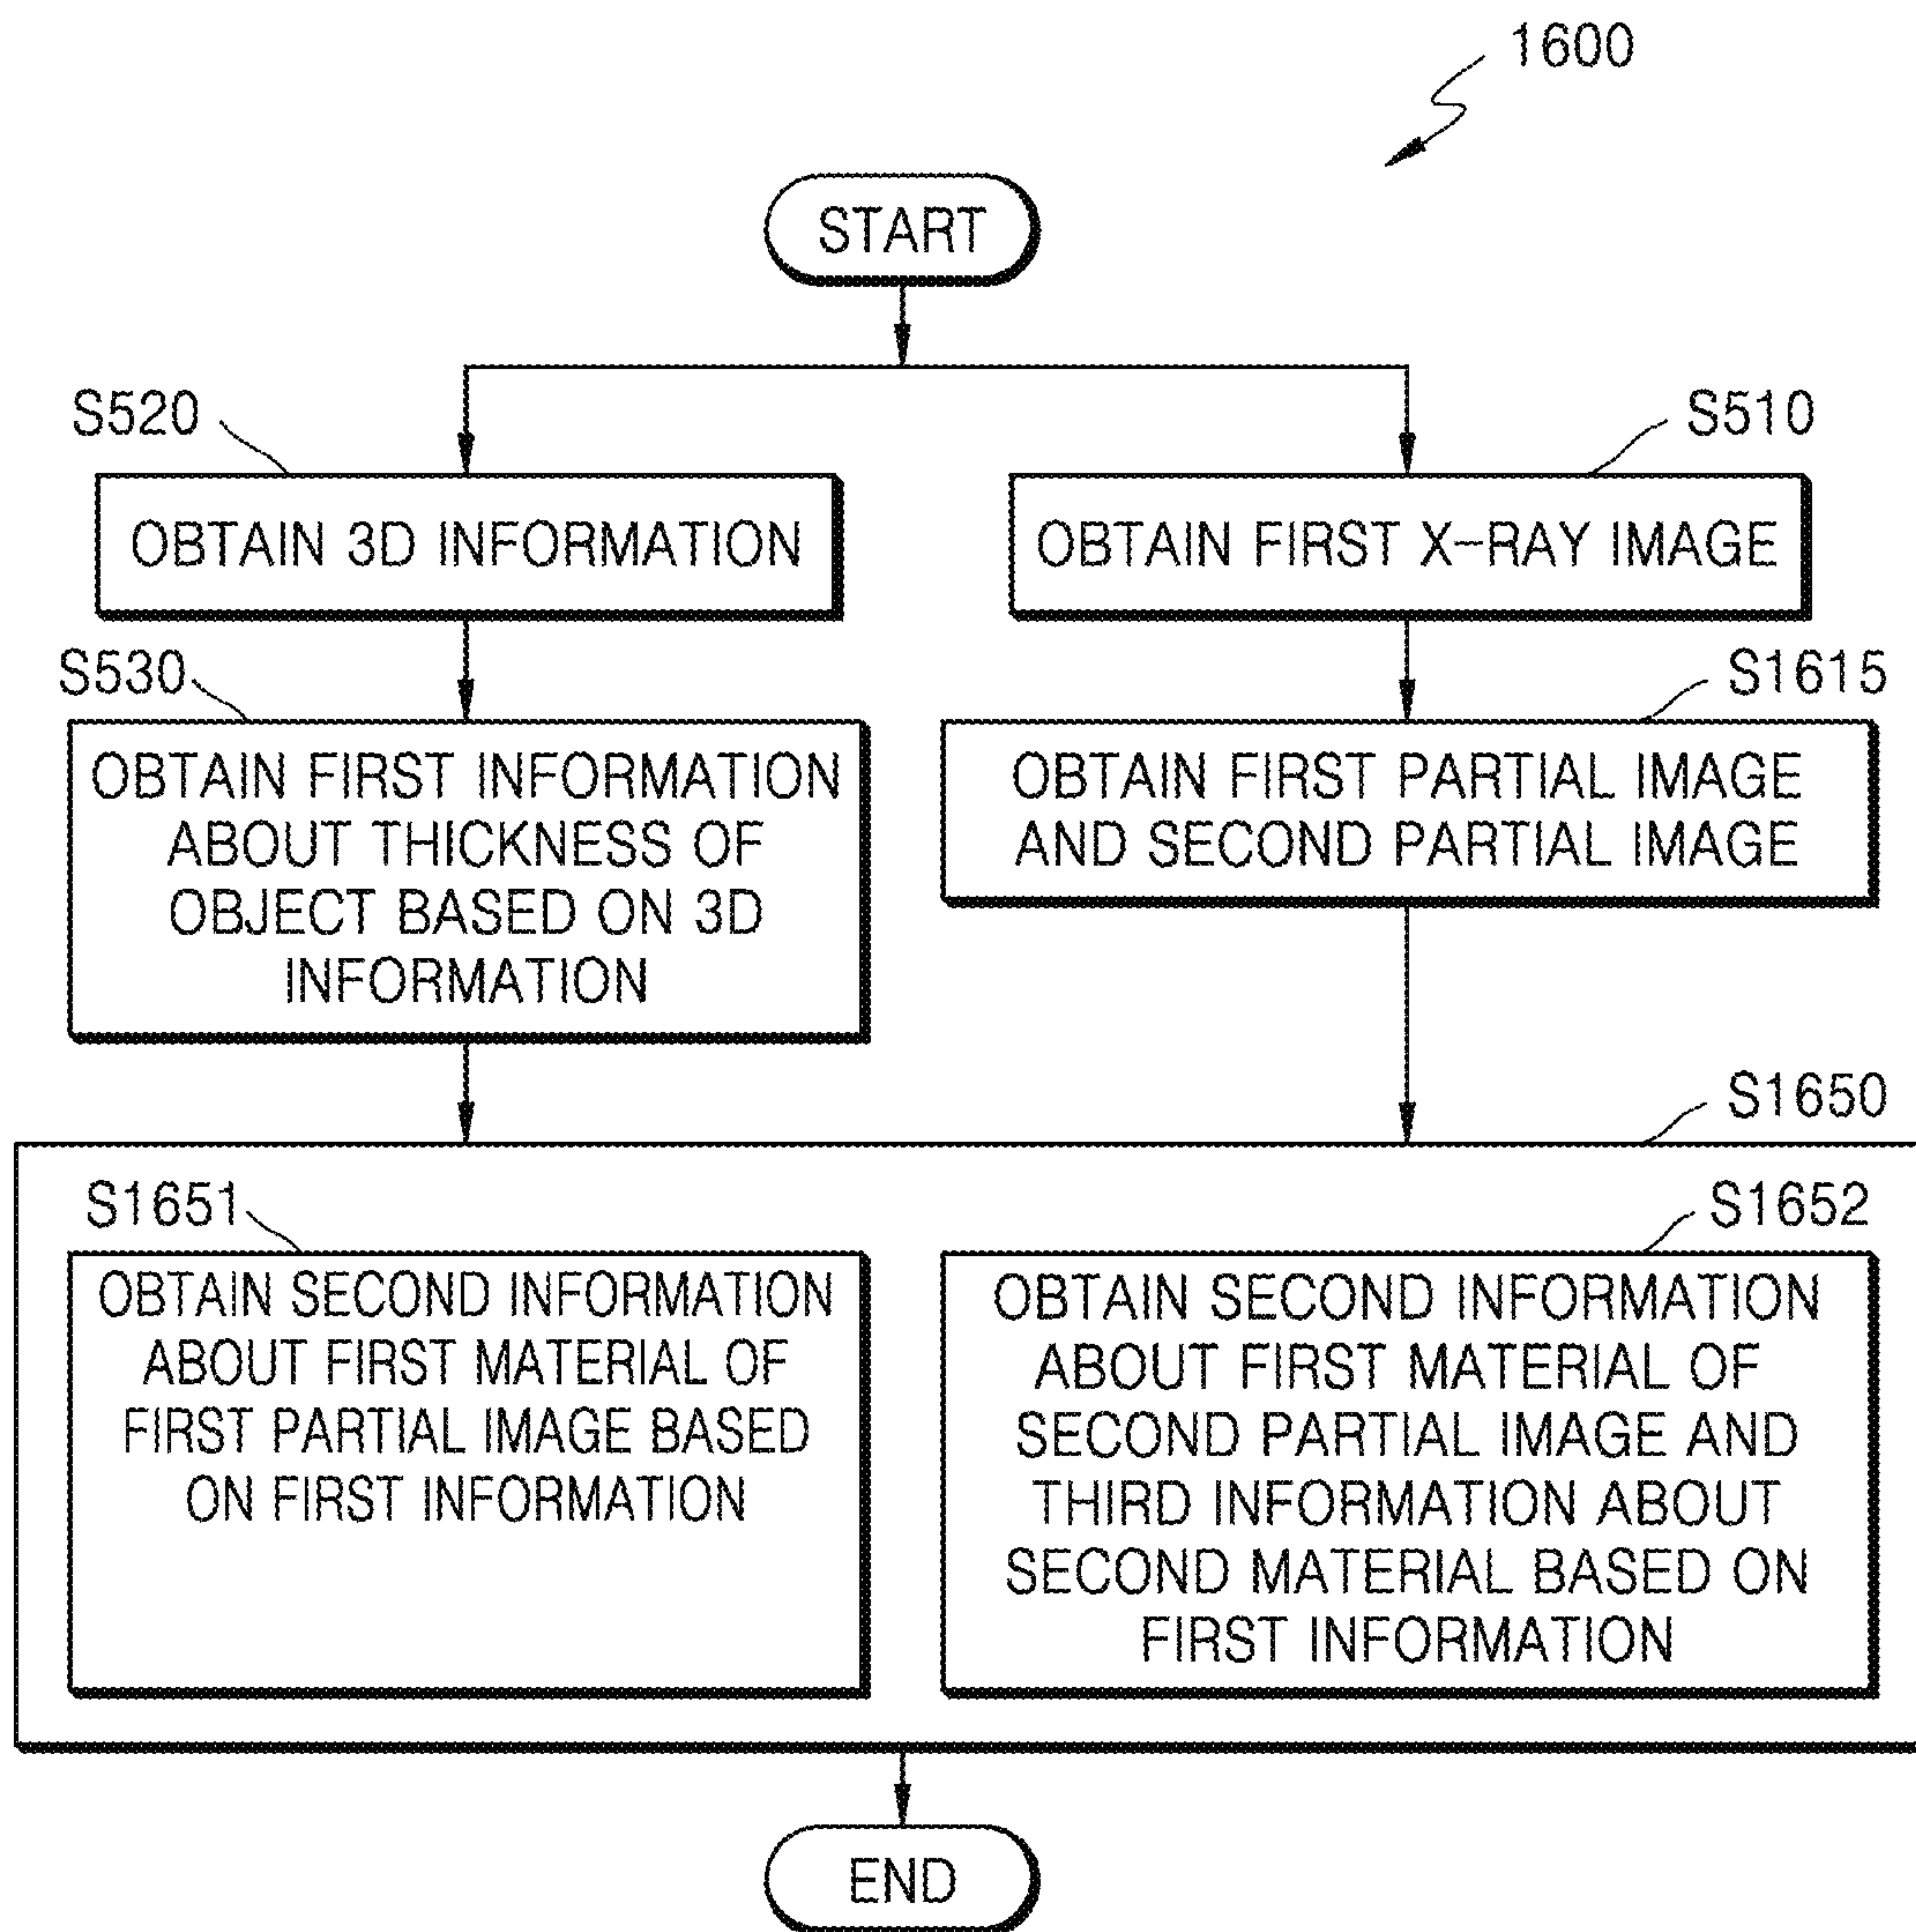 1600
START
S520
S510
OBTAIN 3D INFORMATION
OBTAIN FIRST X-RAY IMAGE
S530
S1615
OBTAIN FIRST INFORMATION
ABOUT THICKNESS OF
OBJECT BASED ON 3D
INFORMATION
OBTAIN FIRST PARTIAL IMAGE
AND SECOND PARTIAL IMAGE
S1650
S1651
S1652
OBTAIN SECOND INFORMATION
ABOUT FIRST MATERIAL OF
FIRST PARTIAL IMAGE BASED
ON FIRST INFORMATION
OBTAIN SECOND INFORMATION
ABOUT FIRST MATERIAL OF
SECOND PARTIAL IMAGE AND
THIRD INFORMATION ABOUT
SECOND MATERIAL BASED ON
FIRST INFORMATION
END